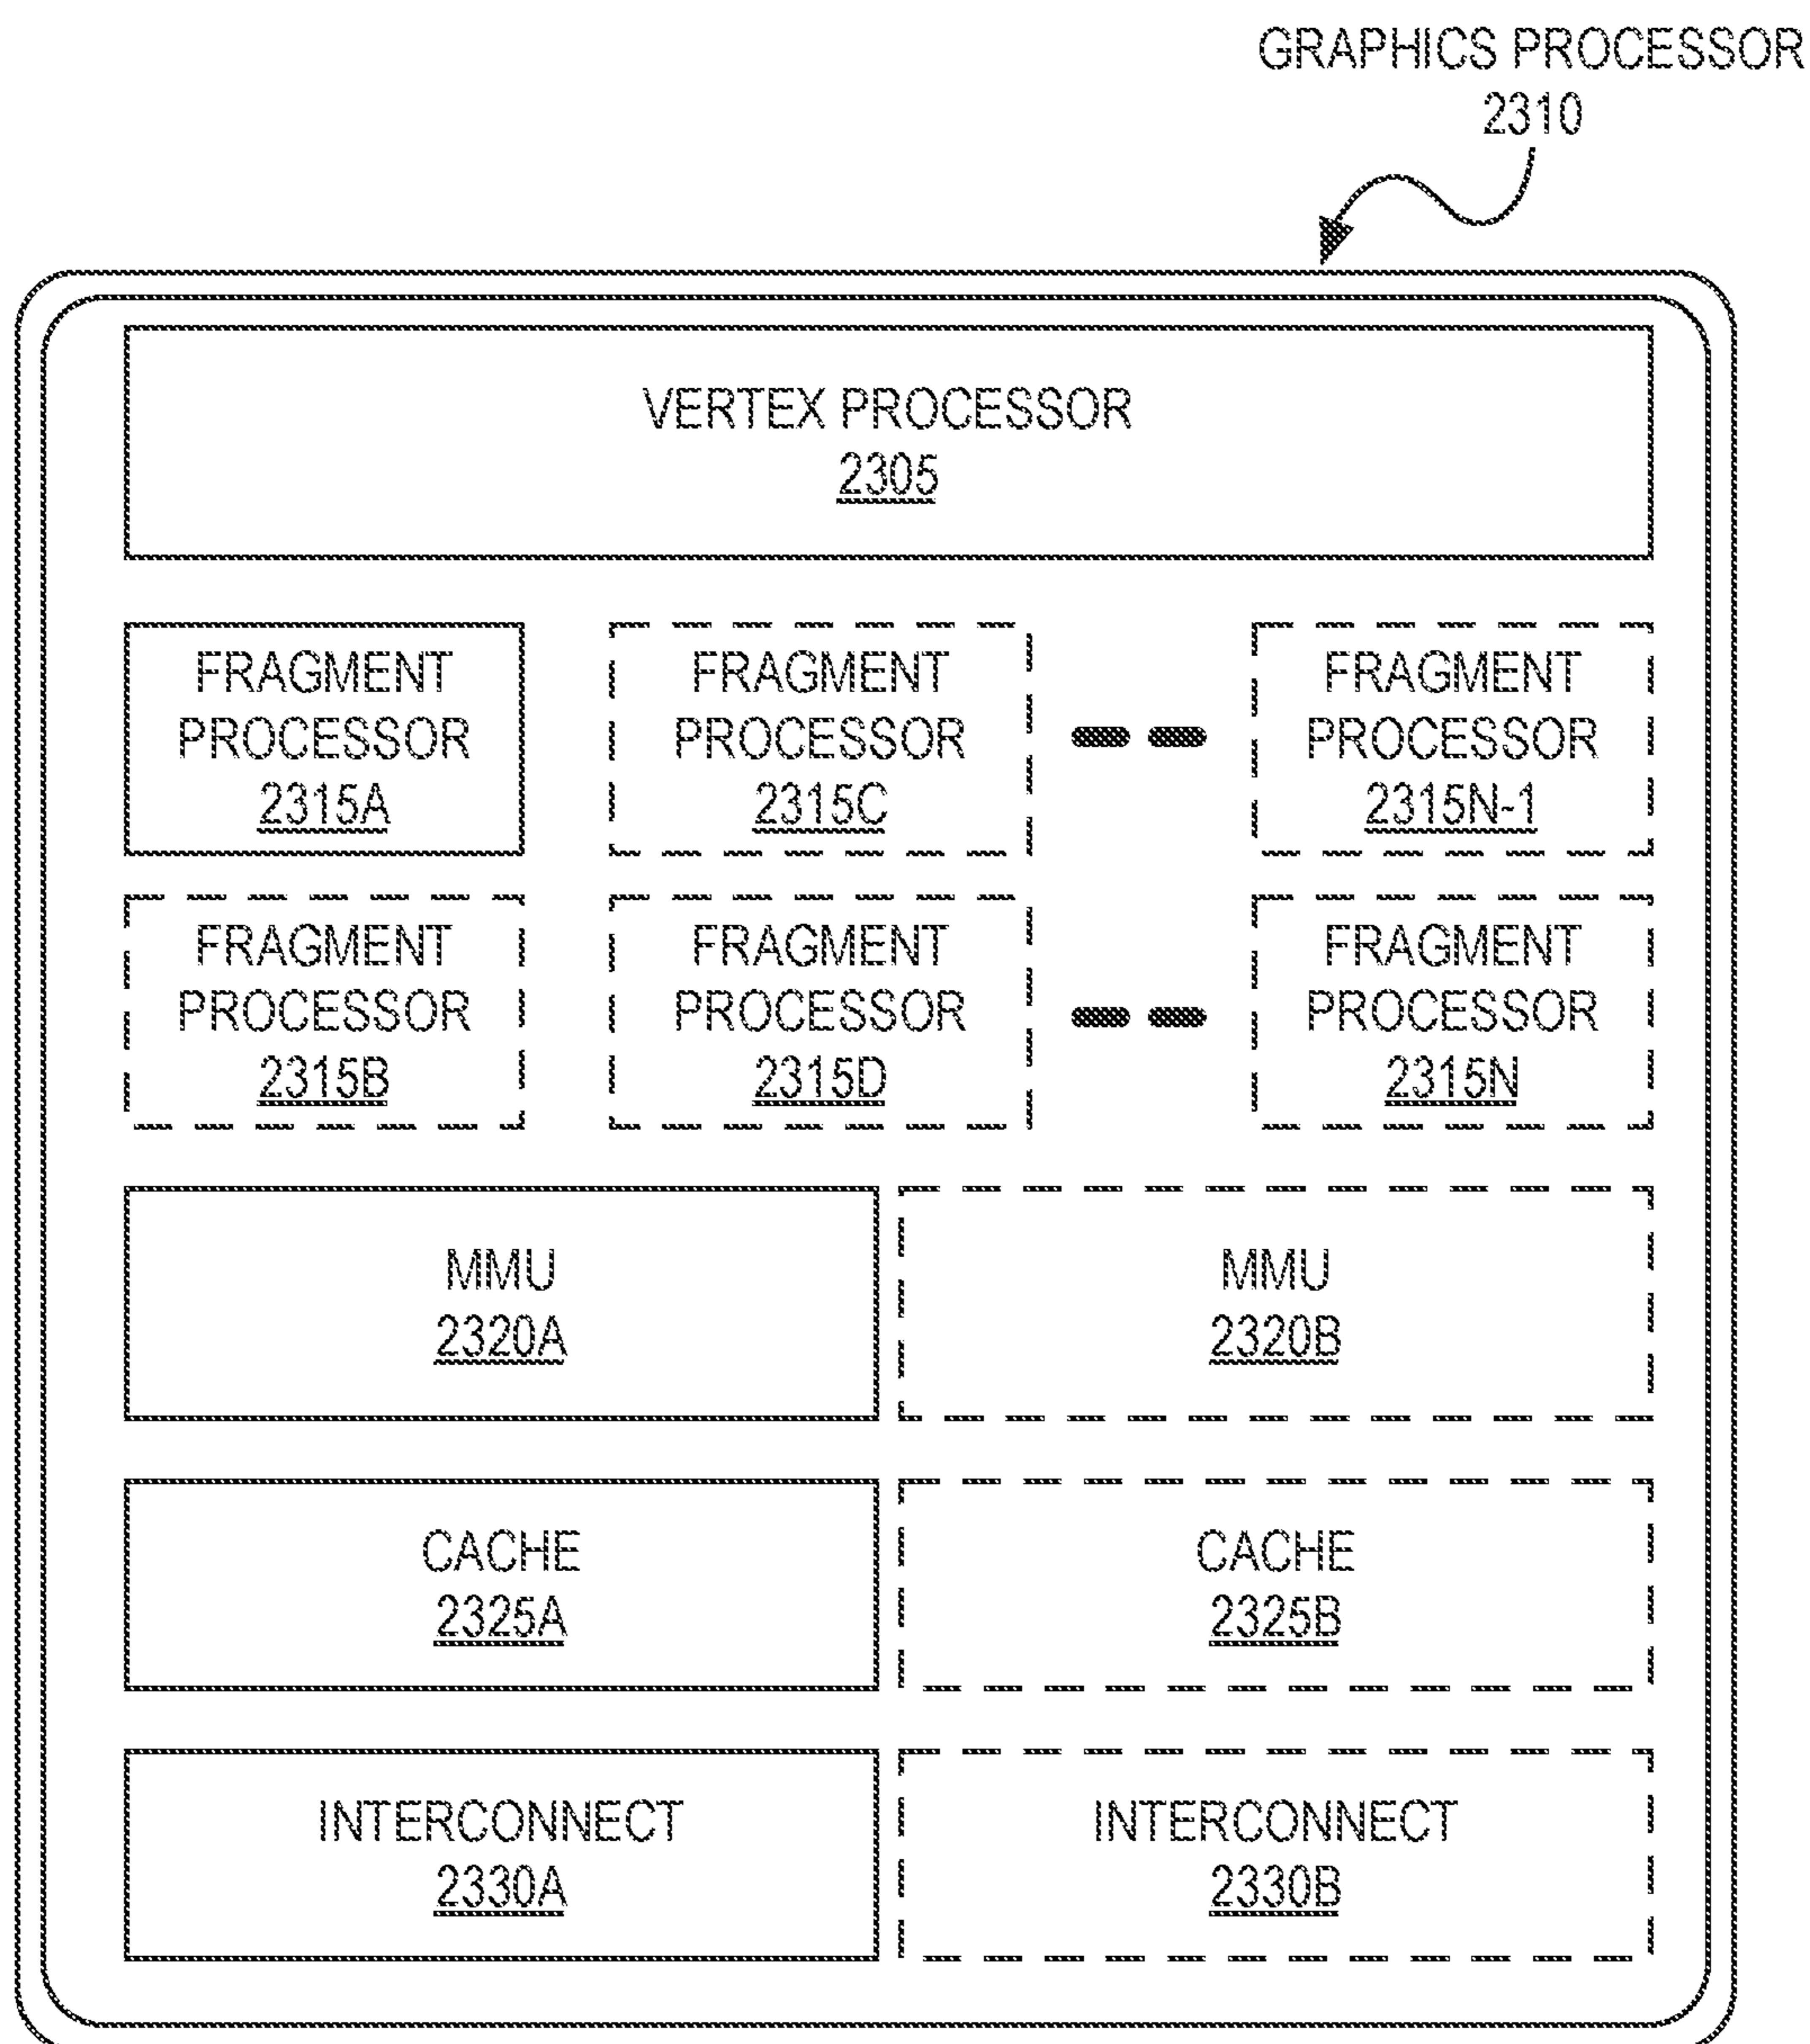 GRAPHICS PROCESSOR
2310
VERTEX PROCESSOR
2305
FRAGMENT
PROCESSOR
2315A
FRAGMENT
PROCESSOR
2315C
FRAGMENT
PROCESSOR
2315N-1
FRAGMENT
PROCESSOR
2315B
FRAGMENT
PROCESSOR
2315D
FRAGMENT
PROCESSOR
2315N
MMU
2320A
MMU
2320B
CACHE
2325A
CACHE
2325B
INTERCONNECT
2330A
INTERCONNECT
2330B